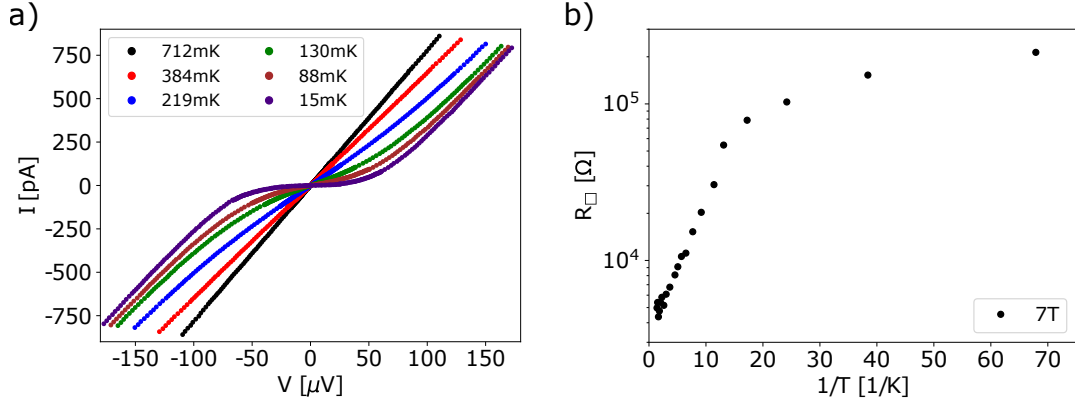 a)
I [pA]
750
500
250
0
-250
-500
-750
712mK
384mK
219mK
130mK
88mK
15mK
-150
-100
-50
0
50
100
150
V [μV]
b)
R□ [Ω]
10⁵
10⁴
7T
0
10
20
30
40
50
60
70
1/T [1/K]